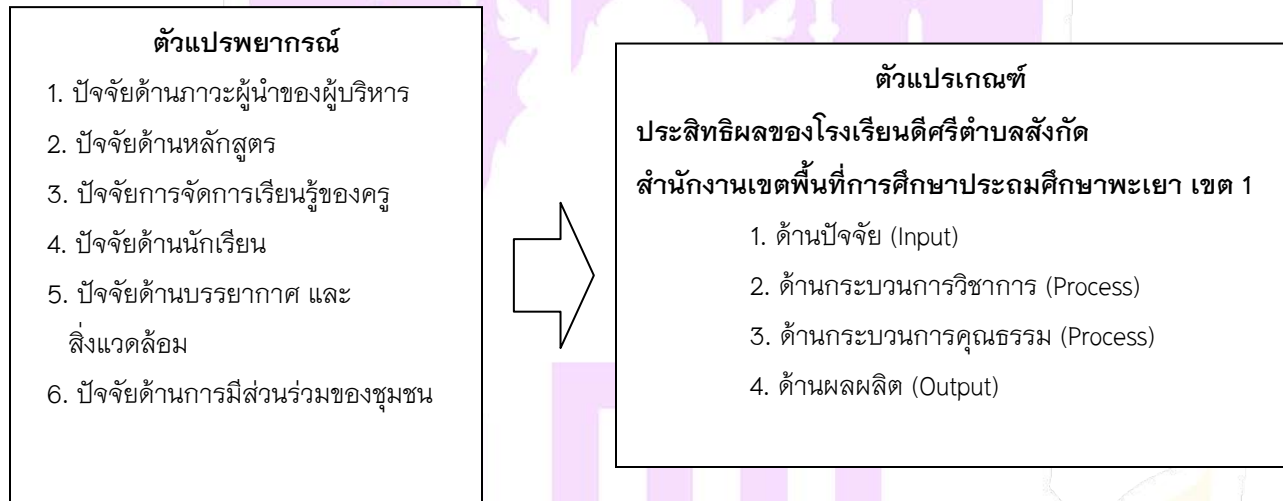 ตัวแปรพยากรณ์
1. ปัจจัยด้านภาวะผู้นำของผู้บริหาร
2. ปัจจัยด้านหลักสูตร
3. ปัจจัยการจัดการเรียนรู้ของครู
4. ปัจจัยด้านนักเรียน
5. ปัจจัยด้านบรรยากาศ และ
สิ่งแวดล้อม
6. ปัจจัยด้านการมีส่วนร่วมของชุมชน
ตัวแปรเกณฑ์
ประสิทธิผลของโรงเรียนดีศรีตำบลสังกัด
สำนักงานเขตพื้นที่การศึกษาประถมศึกษาพะเยา เขต 1
1. ด้านปัจจัย (Input)
2. ด้านกระบวนการวิชาการ (Process)
3. ด้านกระบวนการคุณธรรม (Process)
4. ด้านผลผลิต (Output)